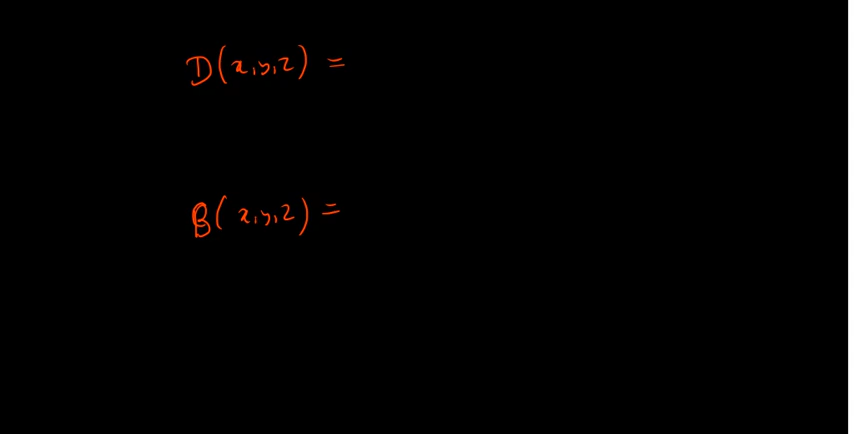 D(x,y,z) =
B(x,y,z) =